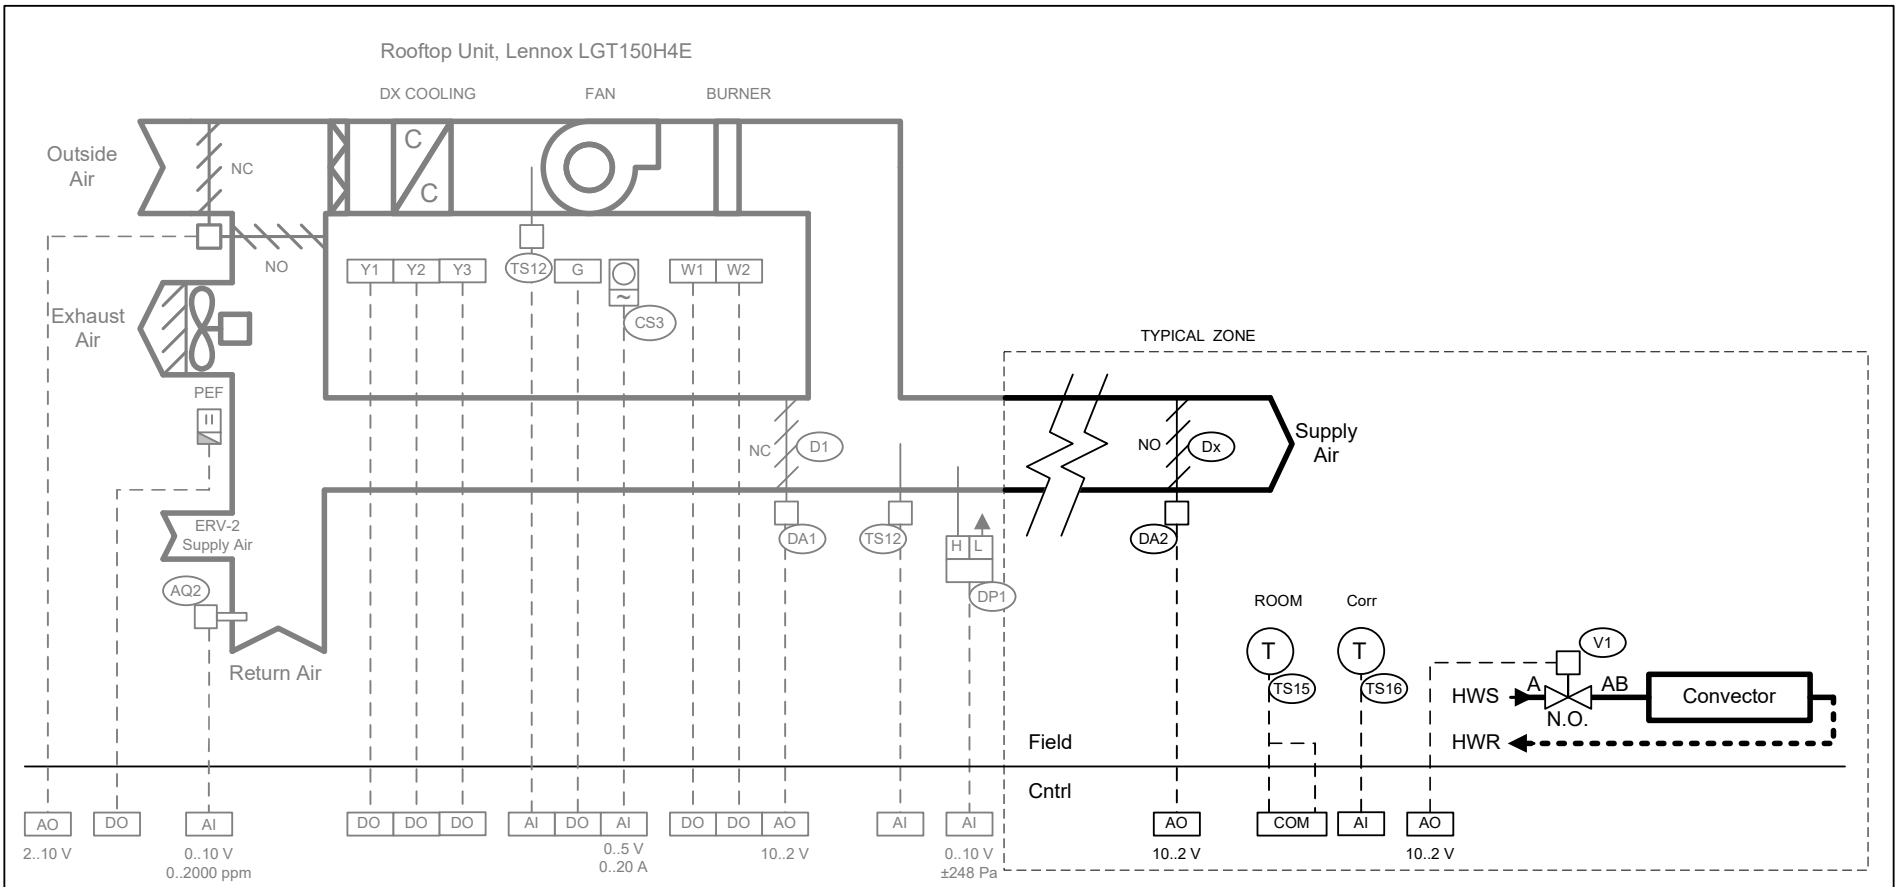 Rooftop Unit, Lennox LGT150H4E
DX COOLING
FAN
BURNER
Outside
Air
NC
C
C
NO
Y1
Y2
Y3
TS12
G
~
CS3
W1
W2
Exhaust
Air
PEF
TYPICAL ZONE
NC
D1
NO
Dx
Supply
Air
ERV-2
Supply Air
DA1
TS12
H
L
DP1
DA2
AQ2
Return Air
ROOM
Corr
T
T
TS15
TS16
V1
HWS
A
AB
N.O.
Convector
HWR
Field
Cntrl
AO
DO
AI
DO
DO
DO
AI
DO
AI
DO
DO
AO
AI
AI
AO
COM
AI
AO
2..10 V
0..10 V
0..2000 ppm
0..5 V
0..20 A
10..2 V
0..10 V
±248 Pa
10..2 V
10..2 V